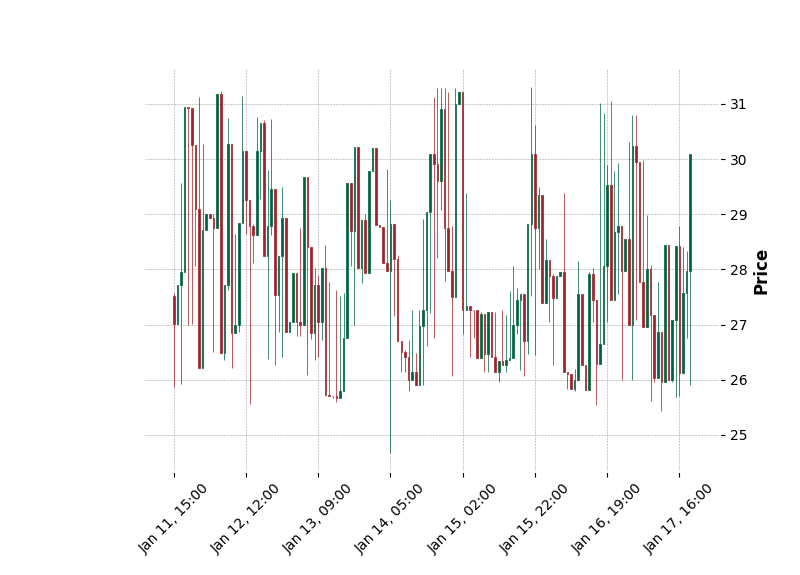 31
30
29
28
27
26
25
Price
Jan 11, 15:00
Jan 12, 12:00
Jan 13, 09:00
Jan 14, 05:00
Jan 15, 02:00
Jan 15, 22:00
Jan 16, 19:00
Jan 17, 16:00